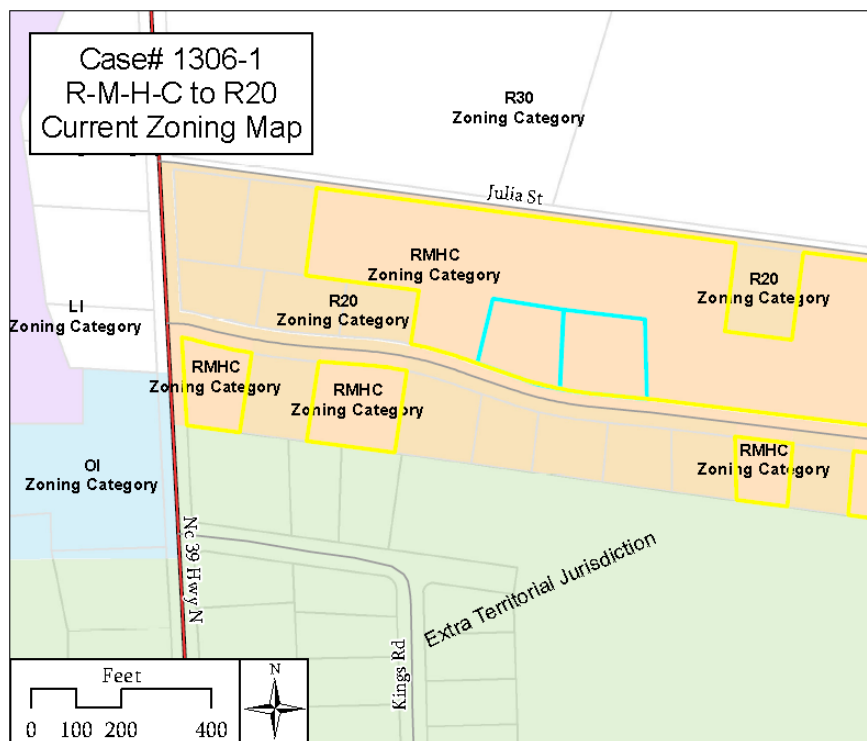 Case# 1306-1
R-M-H-C to R20
Current Zoning Map
R30
Zoning Category
Julia St
RMHC
Zoning Category
R20
Zoning Category
R20
Zoning Category
LI
Zoning Category
RMHC
Zoning Category
RMHC
Zoning Category
RMHC
Zoning Category
OI
Zoning Category
Nc 39 Hwy N
Extra Territorial Jurisdiction
Kings Rd
Feet
0 100 200 400
N